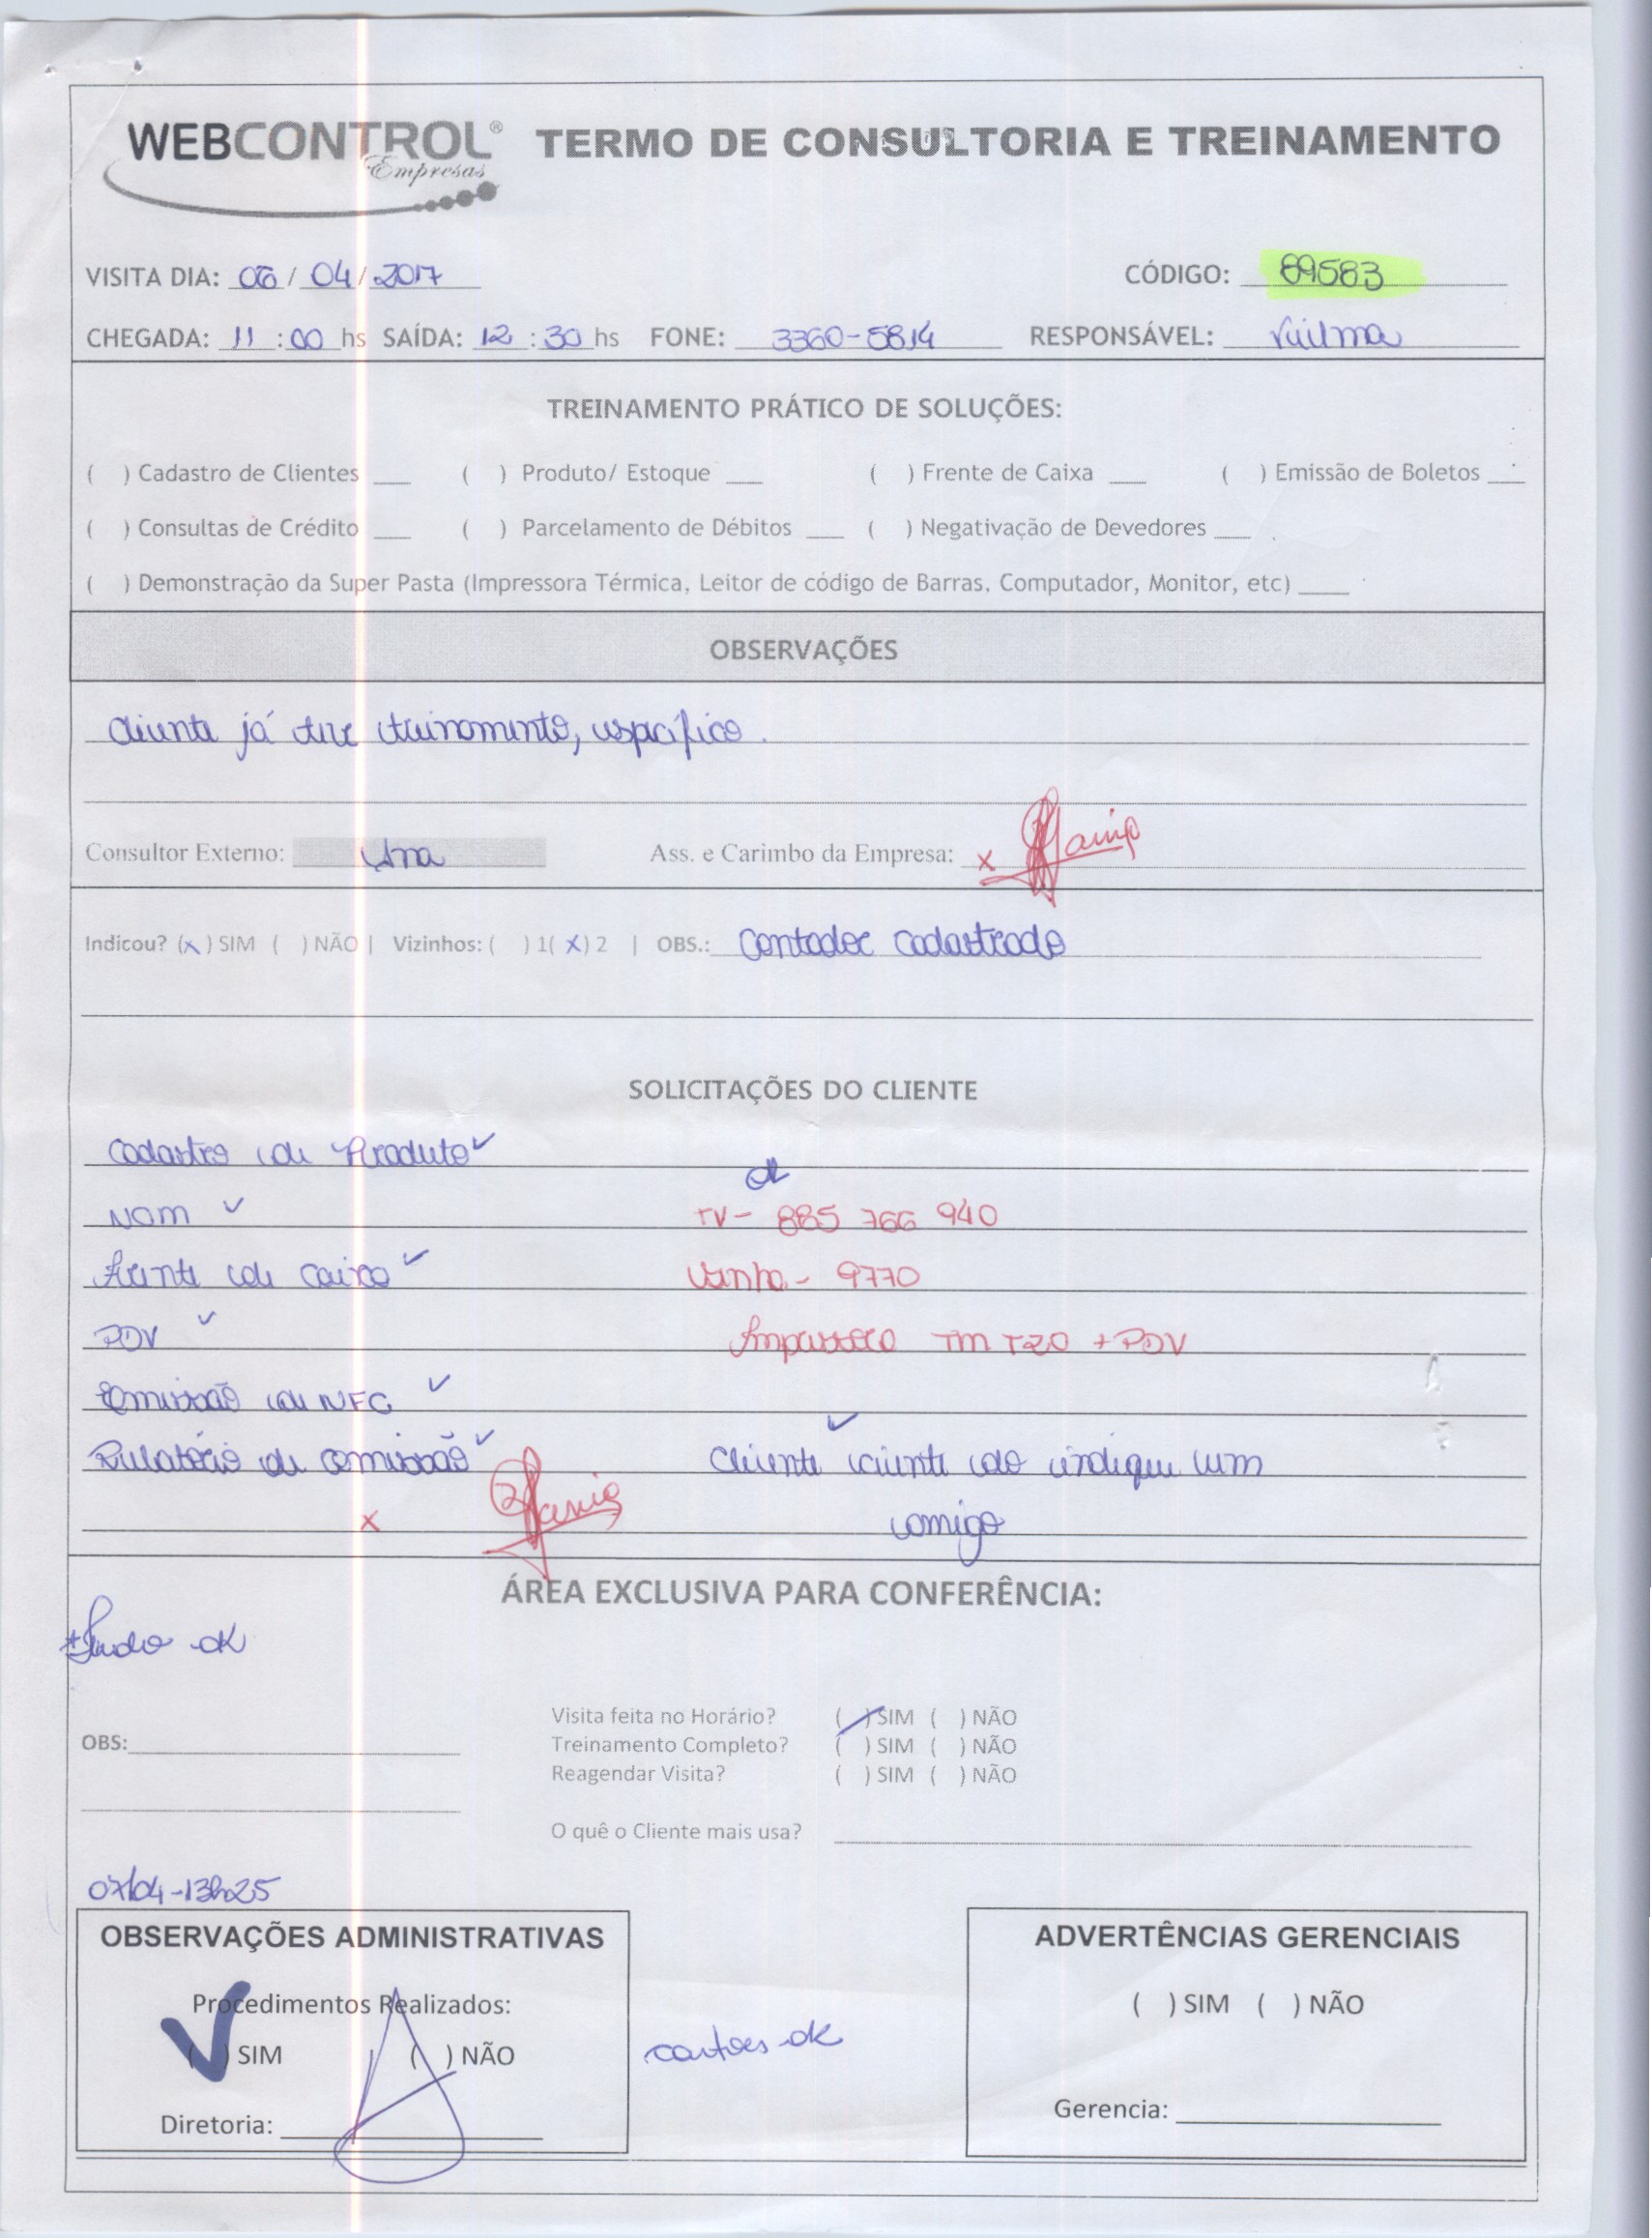 WEBCONTROL® Empresas TERMO DE CONSULTORIA E TREINAMENTO
VISITA DIA: 06 / 04 / 2017 CÓDIGO: 69583
CHEGADA: 11 : 00 hs SAÍDA: 12 : 30 hs FONE: 3360-5814 RESPONSÁVEL: Vilma
TREINAMENTO PRÁTICO DE SOLUÇÕES:
( ) Cadastro de Clientes ___ ( ) Produto/ Estoque ___ ( ) Frente de Caixa ___ ( ) Emissão de Boletos ___
( ) Consultas de Crédito ___ ( ) Parcelamento de Débitos ___ ( ) Negativação de Devedores ___
( ) Demonstração da Super Pasta (Impressora Térmica, Leitor de código de Barras, Computador, Monitor, etc) ____
OBSERVAÇÕES
Cliente já teve treinamento, específico.
Consultor Externo: Ana Ass. e Carimbo da Empresa: x
Indicou? (x) SIM ( ) NÃO | Vizinhos: ( ) 1 (x) 2 | OBS.: Contador cadastrado
SOLICITAÇÕES DO CLIENTE
Cadastro de Produto ✓
ok
NCM ✓ TV - 885 766 940
Frente de caixa ✓ senha - 9770
PDV ✓ Impressora TM T20 + PDV
Emissão de NFC ✓
Relatório de comissão ✓ Cliente ciente do indique um ✓
x amigo
ÁREA EXCLUSIVA PARA CONFERÊNCIA:
*Tudo ok
Visita feita no Horário? (/) SIM ( ) NÃO
OBS: Treinamento Completo? ( ) SIM ( ) NÃO
Reagendar Visita? ( ) SIM ( ) NÃO
O quê o Cliente mais usa?
07/04-13h25
OBSERVAÇÕES ADMINISTRATIVAS ADVERTÊNCIAS GERENCIAIS
Procedimentos Realizados: ( ) SIM ( ) NÃO
(✓) SIM ( ) NÃO cartões ok
Diretoria: Gerencia: